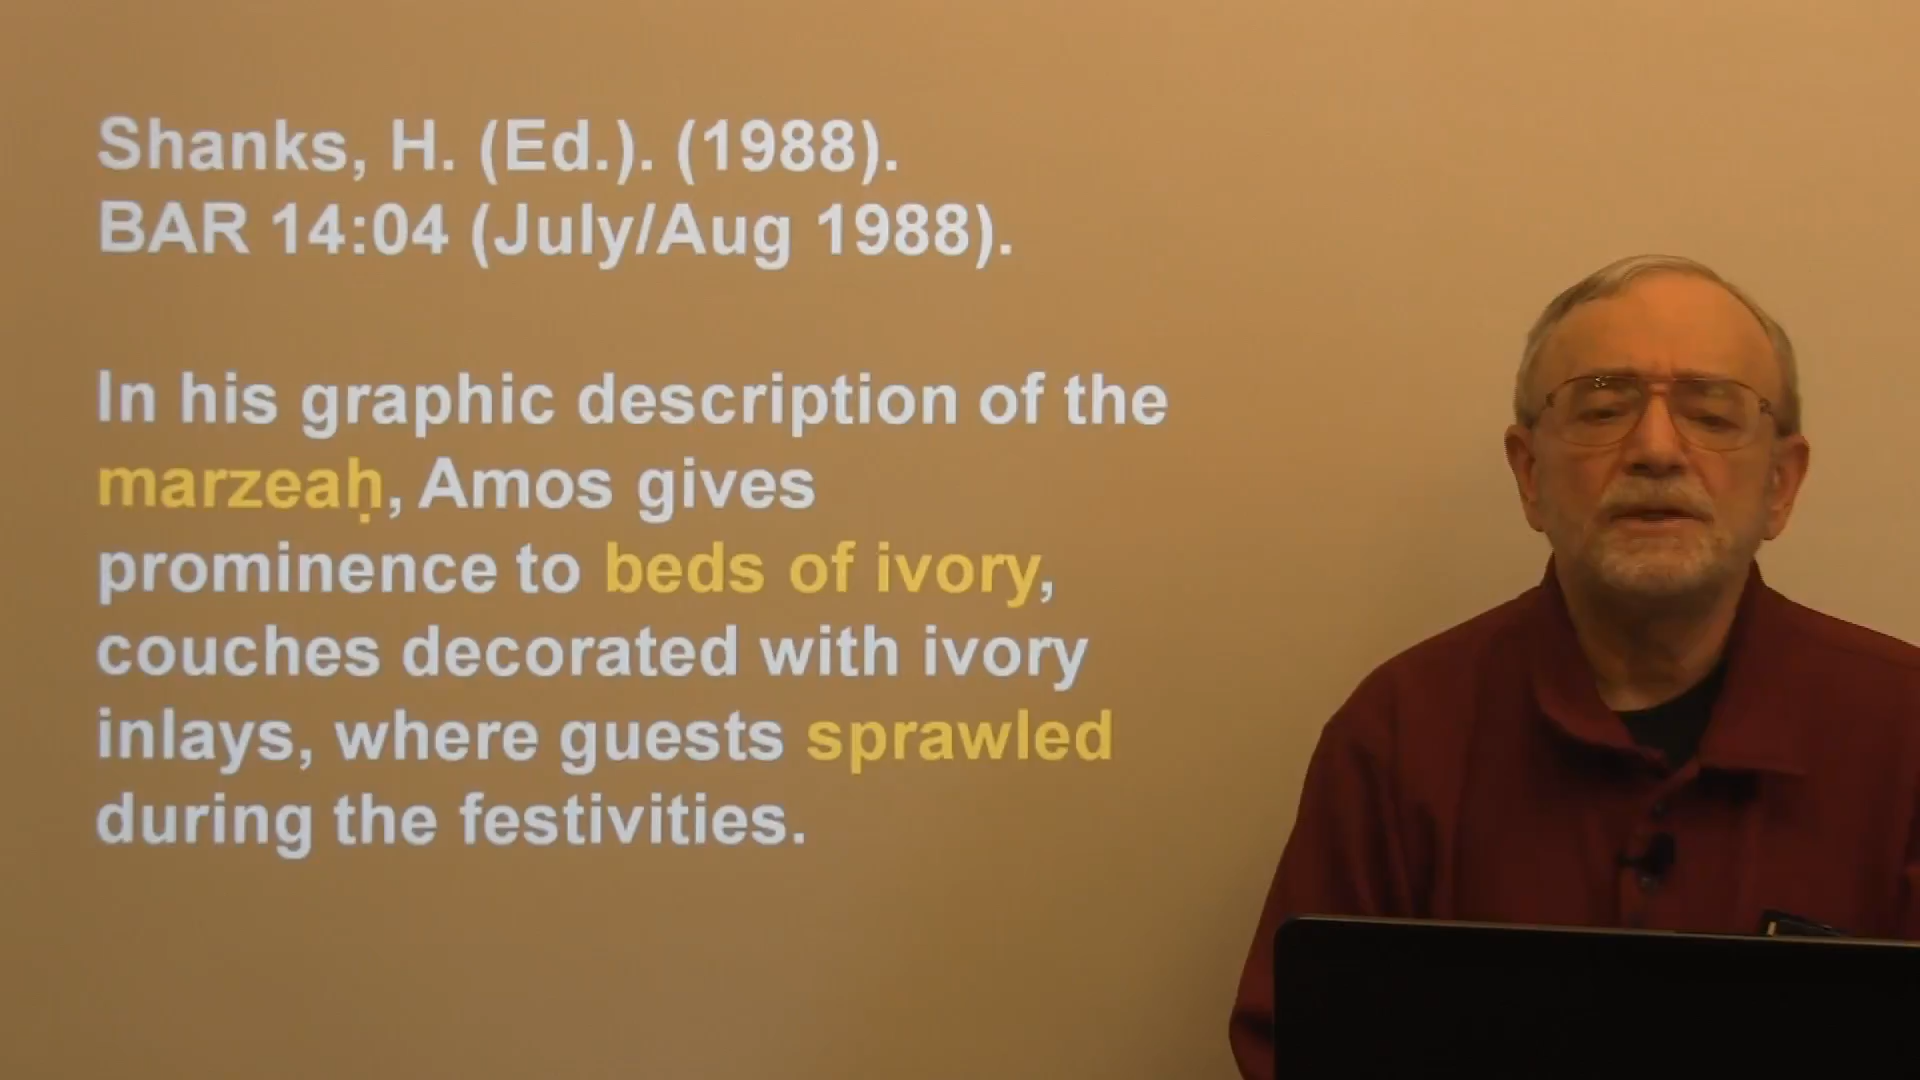 Shanks, H. (Ed.). (1988).
BAR 14:04 (July/Aug 1988).
In his graphic description of the
marzeaḥ, Amos gives
prominence to beds of ivory,
couches decorated with ivory
inlays, where guests sprawled
during the festivities.